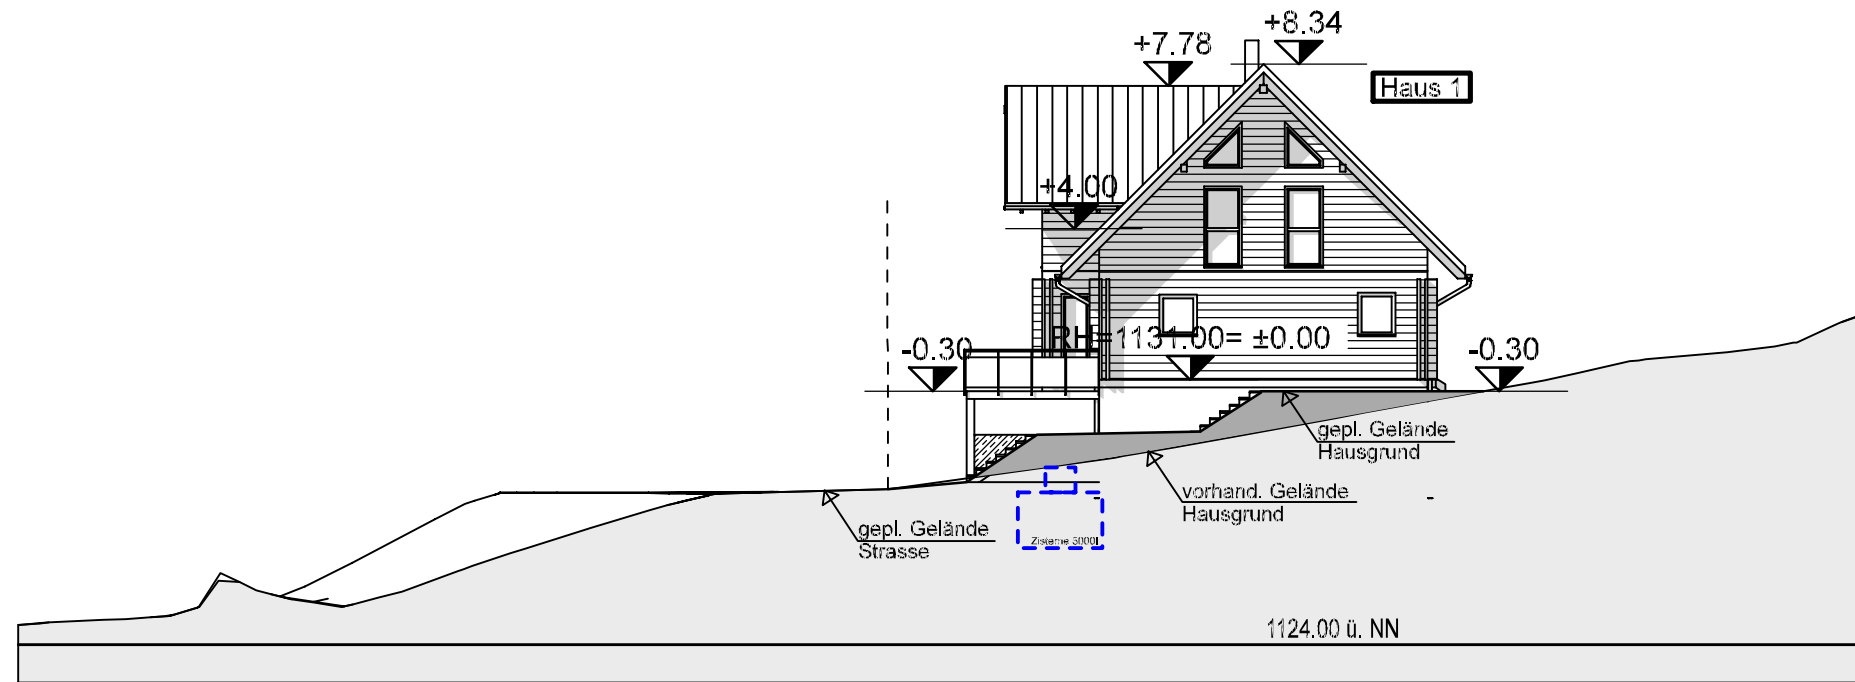 +8.34
+7.78
Haus 1
+4.00
RH=1131.00= ±0.00
-0.30
-0.30
gepl. Gelände
Hausgrund
vorhand. Gelände
Hausgrund
gepl. Gelände
Strasse
Zisterne 5000l
1124.00 ü. NN